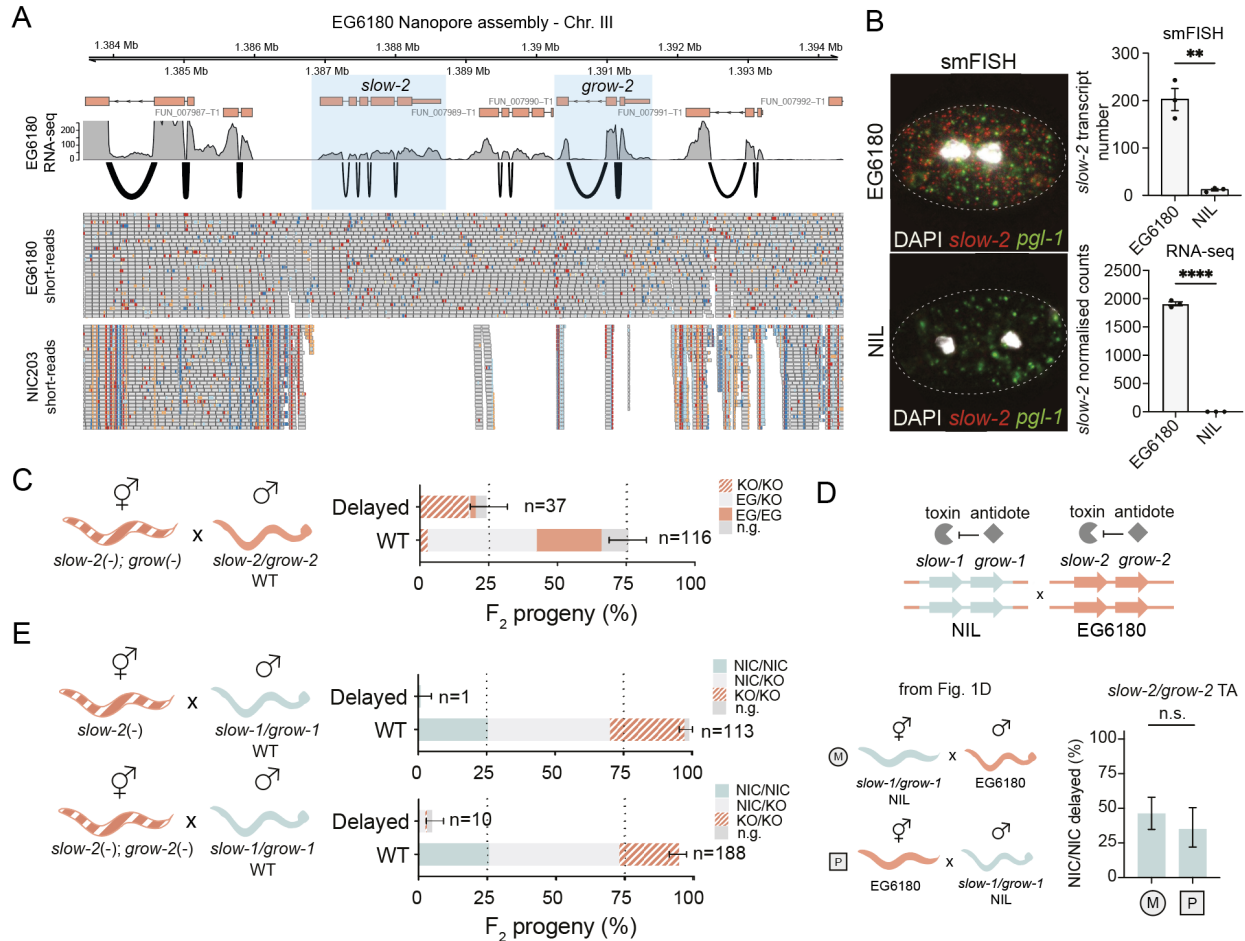 A
EG6180 Nanopore assembly - Chr. III
1.384 Mb 1.386 Mb 1.388 Mb 1.39 Mb 1.392 Mb 1.394 Mb
1.385 Mb 1.387 Mb 1.389 Mb 1.391 Mb 1.393 Mb
slow-2 grow-2
FUN_007990–T1 FUN_007992–T1
FUN_007987–T1 FUN_007989–T1 FUN_007991–T1
EG6180
RNA-seq
200
100
0
EG6180
short-reads
NIC203
short-reads
B
smFISH
EG6180
DAPI slow-2 pgl-1
NIL
DAPI slow-2 pgl-1
smFISH
**
slow-2 transcript
number
300
200
100
0
EG6180
NIL
RNA-seq
****
slow-2 normalised counts
2500
2000
1500
1000
500
0
EG6180
NIL
C
x
slow-2(-); grow(-)
slow-2/grow-2
WT
Delayed
n=37
WT
n=116
0 25 50 75 100
F2 progeny (%)
KO/KO
EG/KO
EG/EG
n.g.
D
toxin antidote
toxin antidote
slow-1 grow-1
slow-2 grow-2
x
NIL
EG6180
from Fig. 1D
M
x
slow-1/grow-1
NIL
EG6180
P
x
EG6180
slow-1/grow-1
NIL
slow-2/grow-2 TA
n.s.
NIC/NIC delayed (%)
100
75
50
25
0
M P
E
x
slow-2(-)
slow-1/grow-1
WT
Delayed
n=1
WT
n=113
0 25 50 75 100
NIC/NIC
NIC/KO
KO/KO
n.g.
x
slow-2(-); grow-2(-)
slow-1/grow-1
WT
Delayed
n=10
WT
n=188
0 25 50 75 100
F2 progeny (%)
NIC/NIC
NIC/KO
KO/KO
n.g.